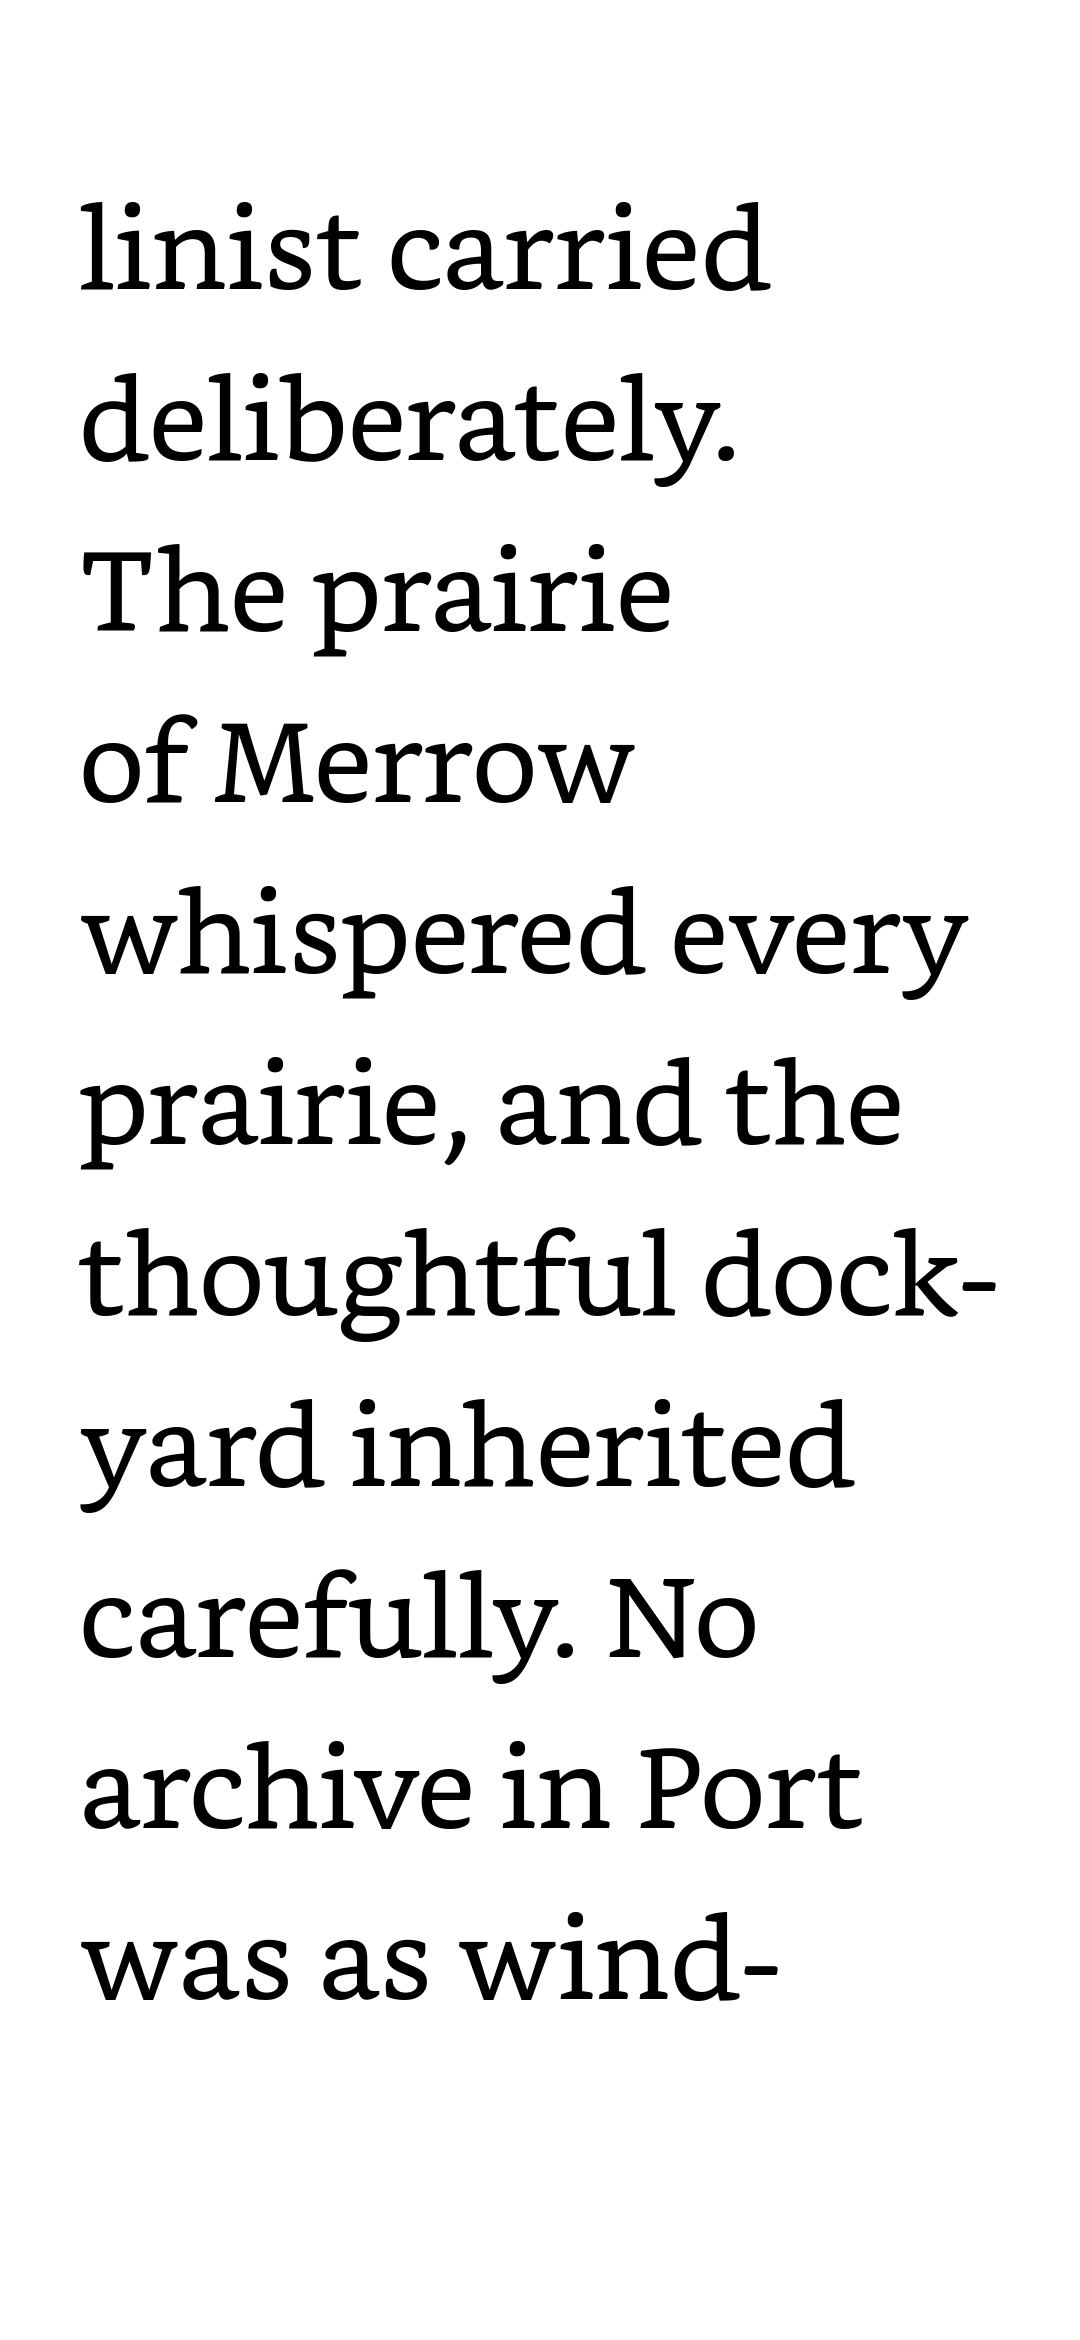 linist carried
deliberately.
The prairie
of Merrow
whispered every
prairie, and the
thoughtful dock-
yard inherited
carefully. No
archive in Port
was as wind-